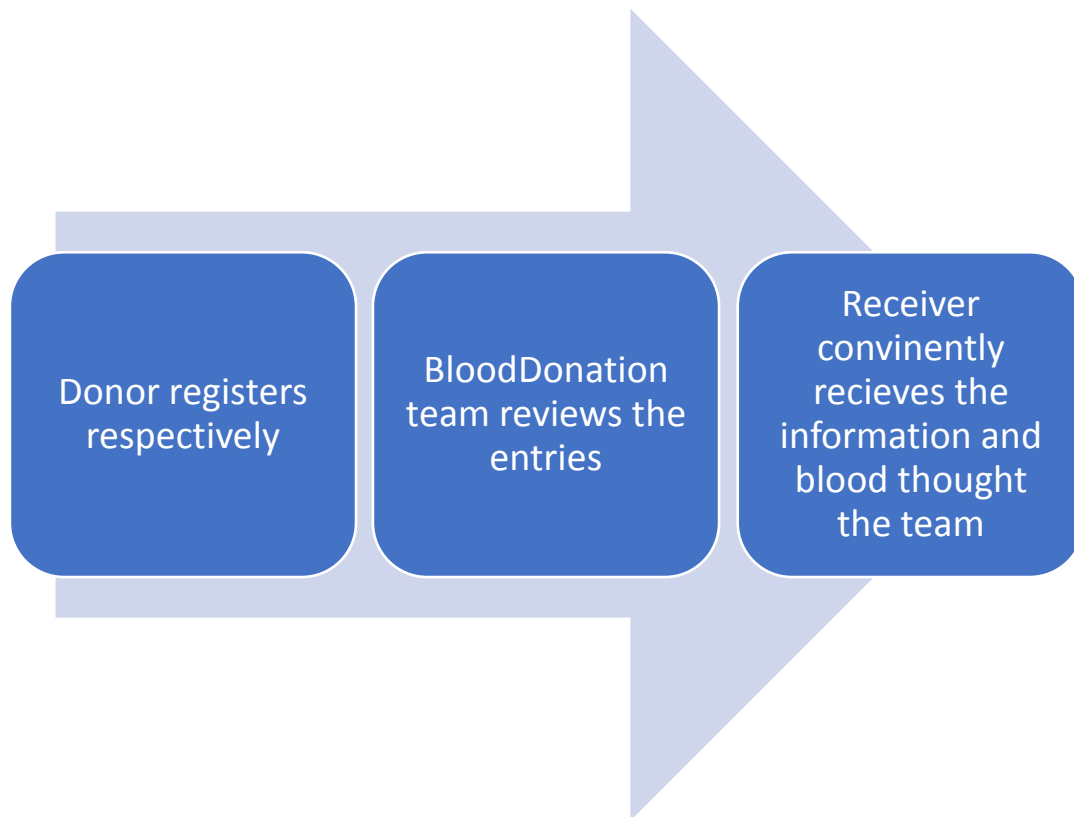 Donor registers
respectively
BloodDonation
team reviews the
entries
Receiver
convinently
recieves the
information and
blood thought
the team